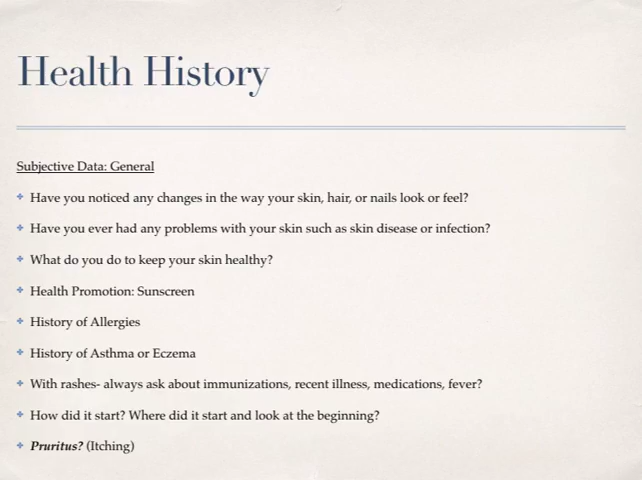 Health History
Subjective Data: General
Have you noticed any changes in the way your skin, hair, or nails look or feel?
Have you ever had any problems with your skin such as skin disease or infection?
What do you do to keep your skin healthy?
Health Promotion: Sunscreen
History of Allergies
History of Asthma or Eczema
With rashes- always ask about immunizations, recent illness, medications, fever?
How did it start? Where did it start and look at the beginning?
Pruritus? (Itching)